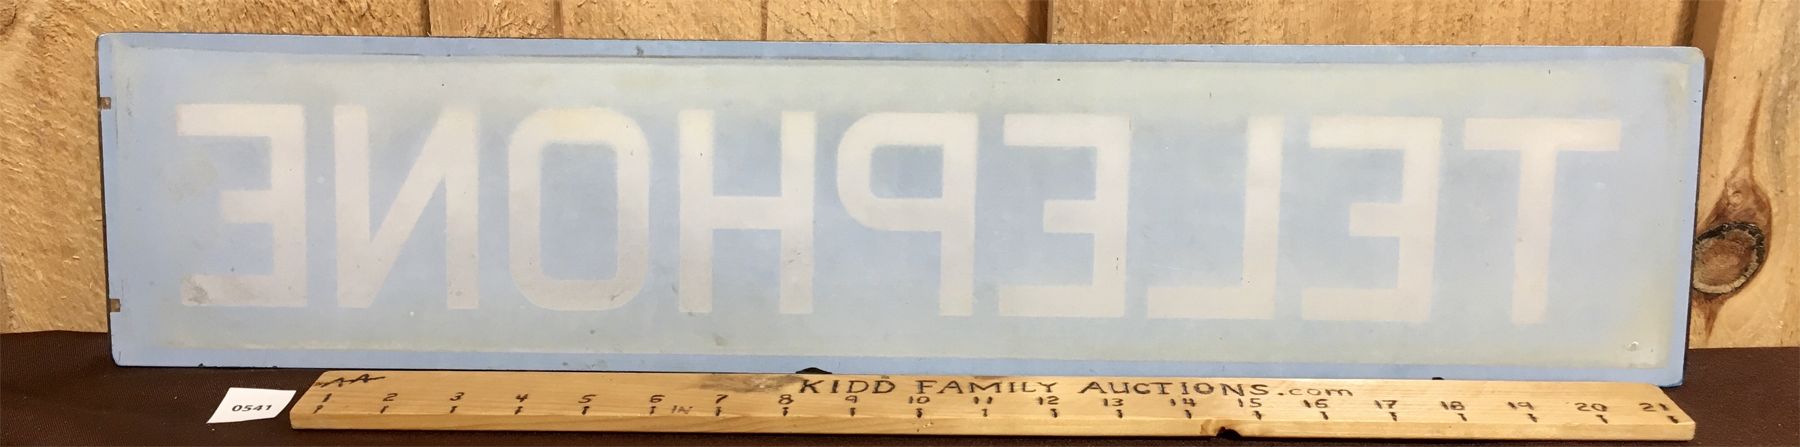 TELEPHONE
KIDD FAMILY AUCTIONS.com
1 2 3 4 5 6 IN 7 8 9 10 11 12 13 14 15 16 17 18 19 20 21
0541